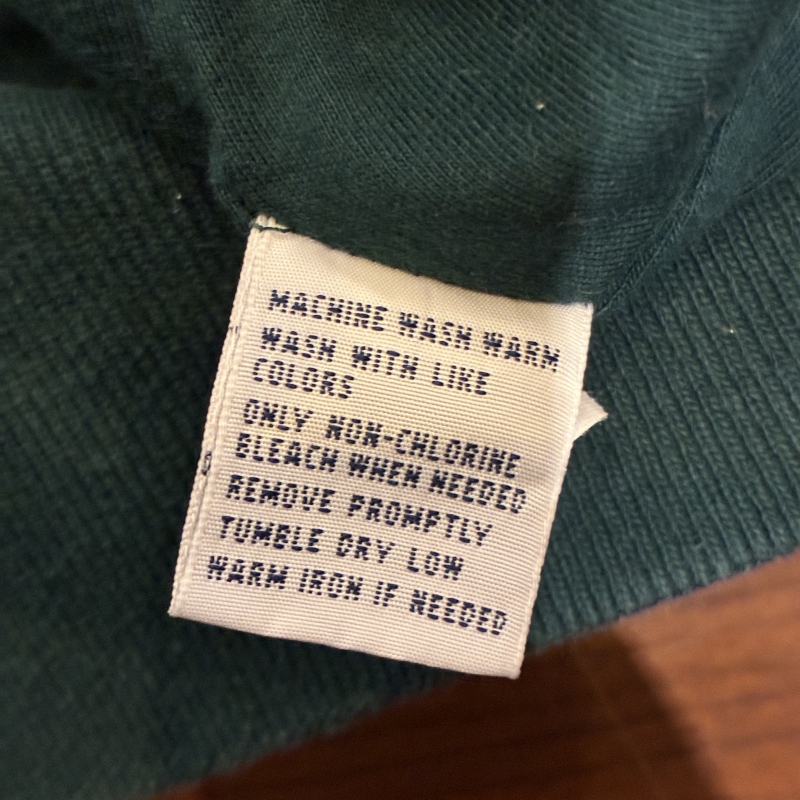 MACHINE WASH WARM
WASH WITH LIKE
COLORS
ONLY NON-CHLORINE
BLEACH WHEN NEEDED
REMOVE PROMPTLY
TUMBLE DRY LOW
WARM IRON IF NEEDED